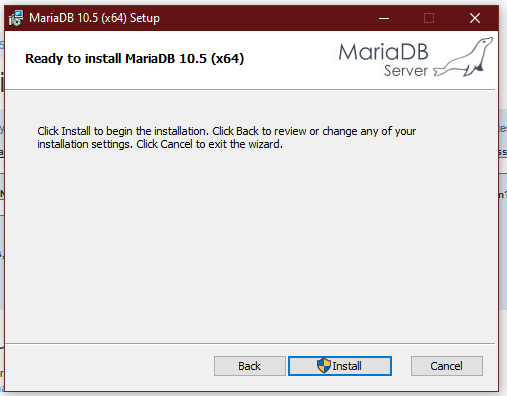 MariaDB 10.5 (x64) Setup
Ready to install MariaDB 10.5 (x64)
MariaDB
Server
Click Install to begin the installation. Click Back to review or change any of your
installation settings. Click Cancel to exit the wizard.
Back
Install
Cancel